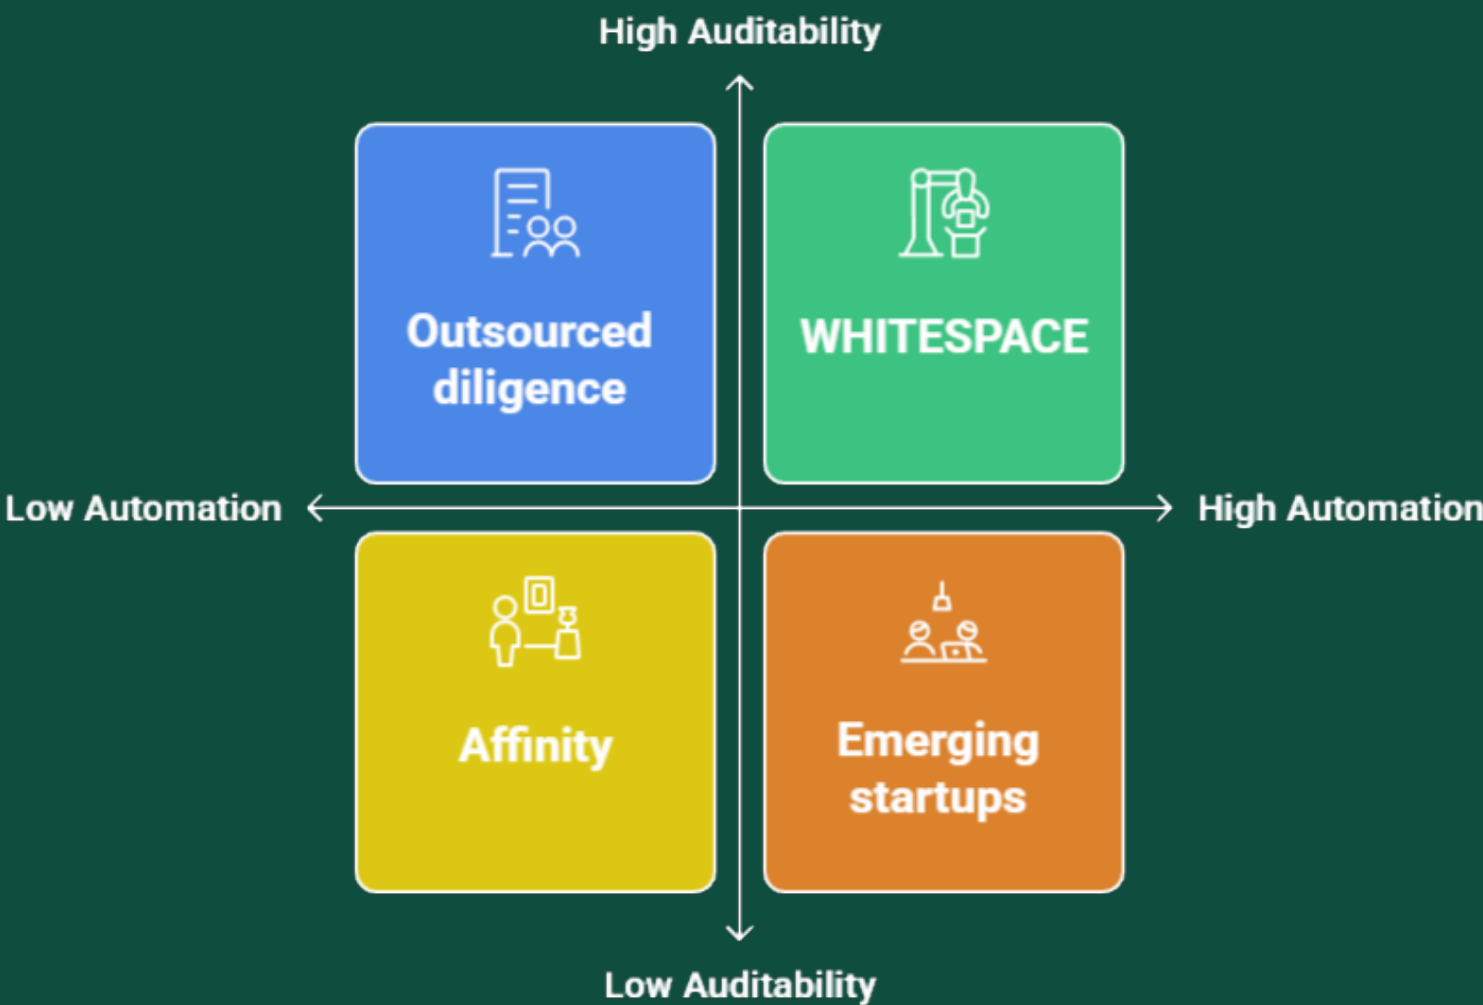 High Auditability
Outsourced
diligence
WHITESPACE
Low Automation
High Automation
Affinity
Emerging
startups
Low Auditability